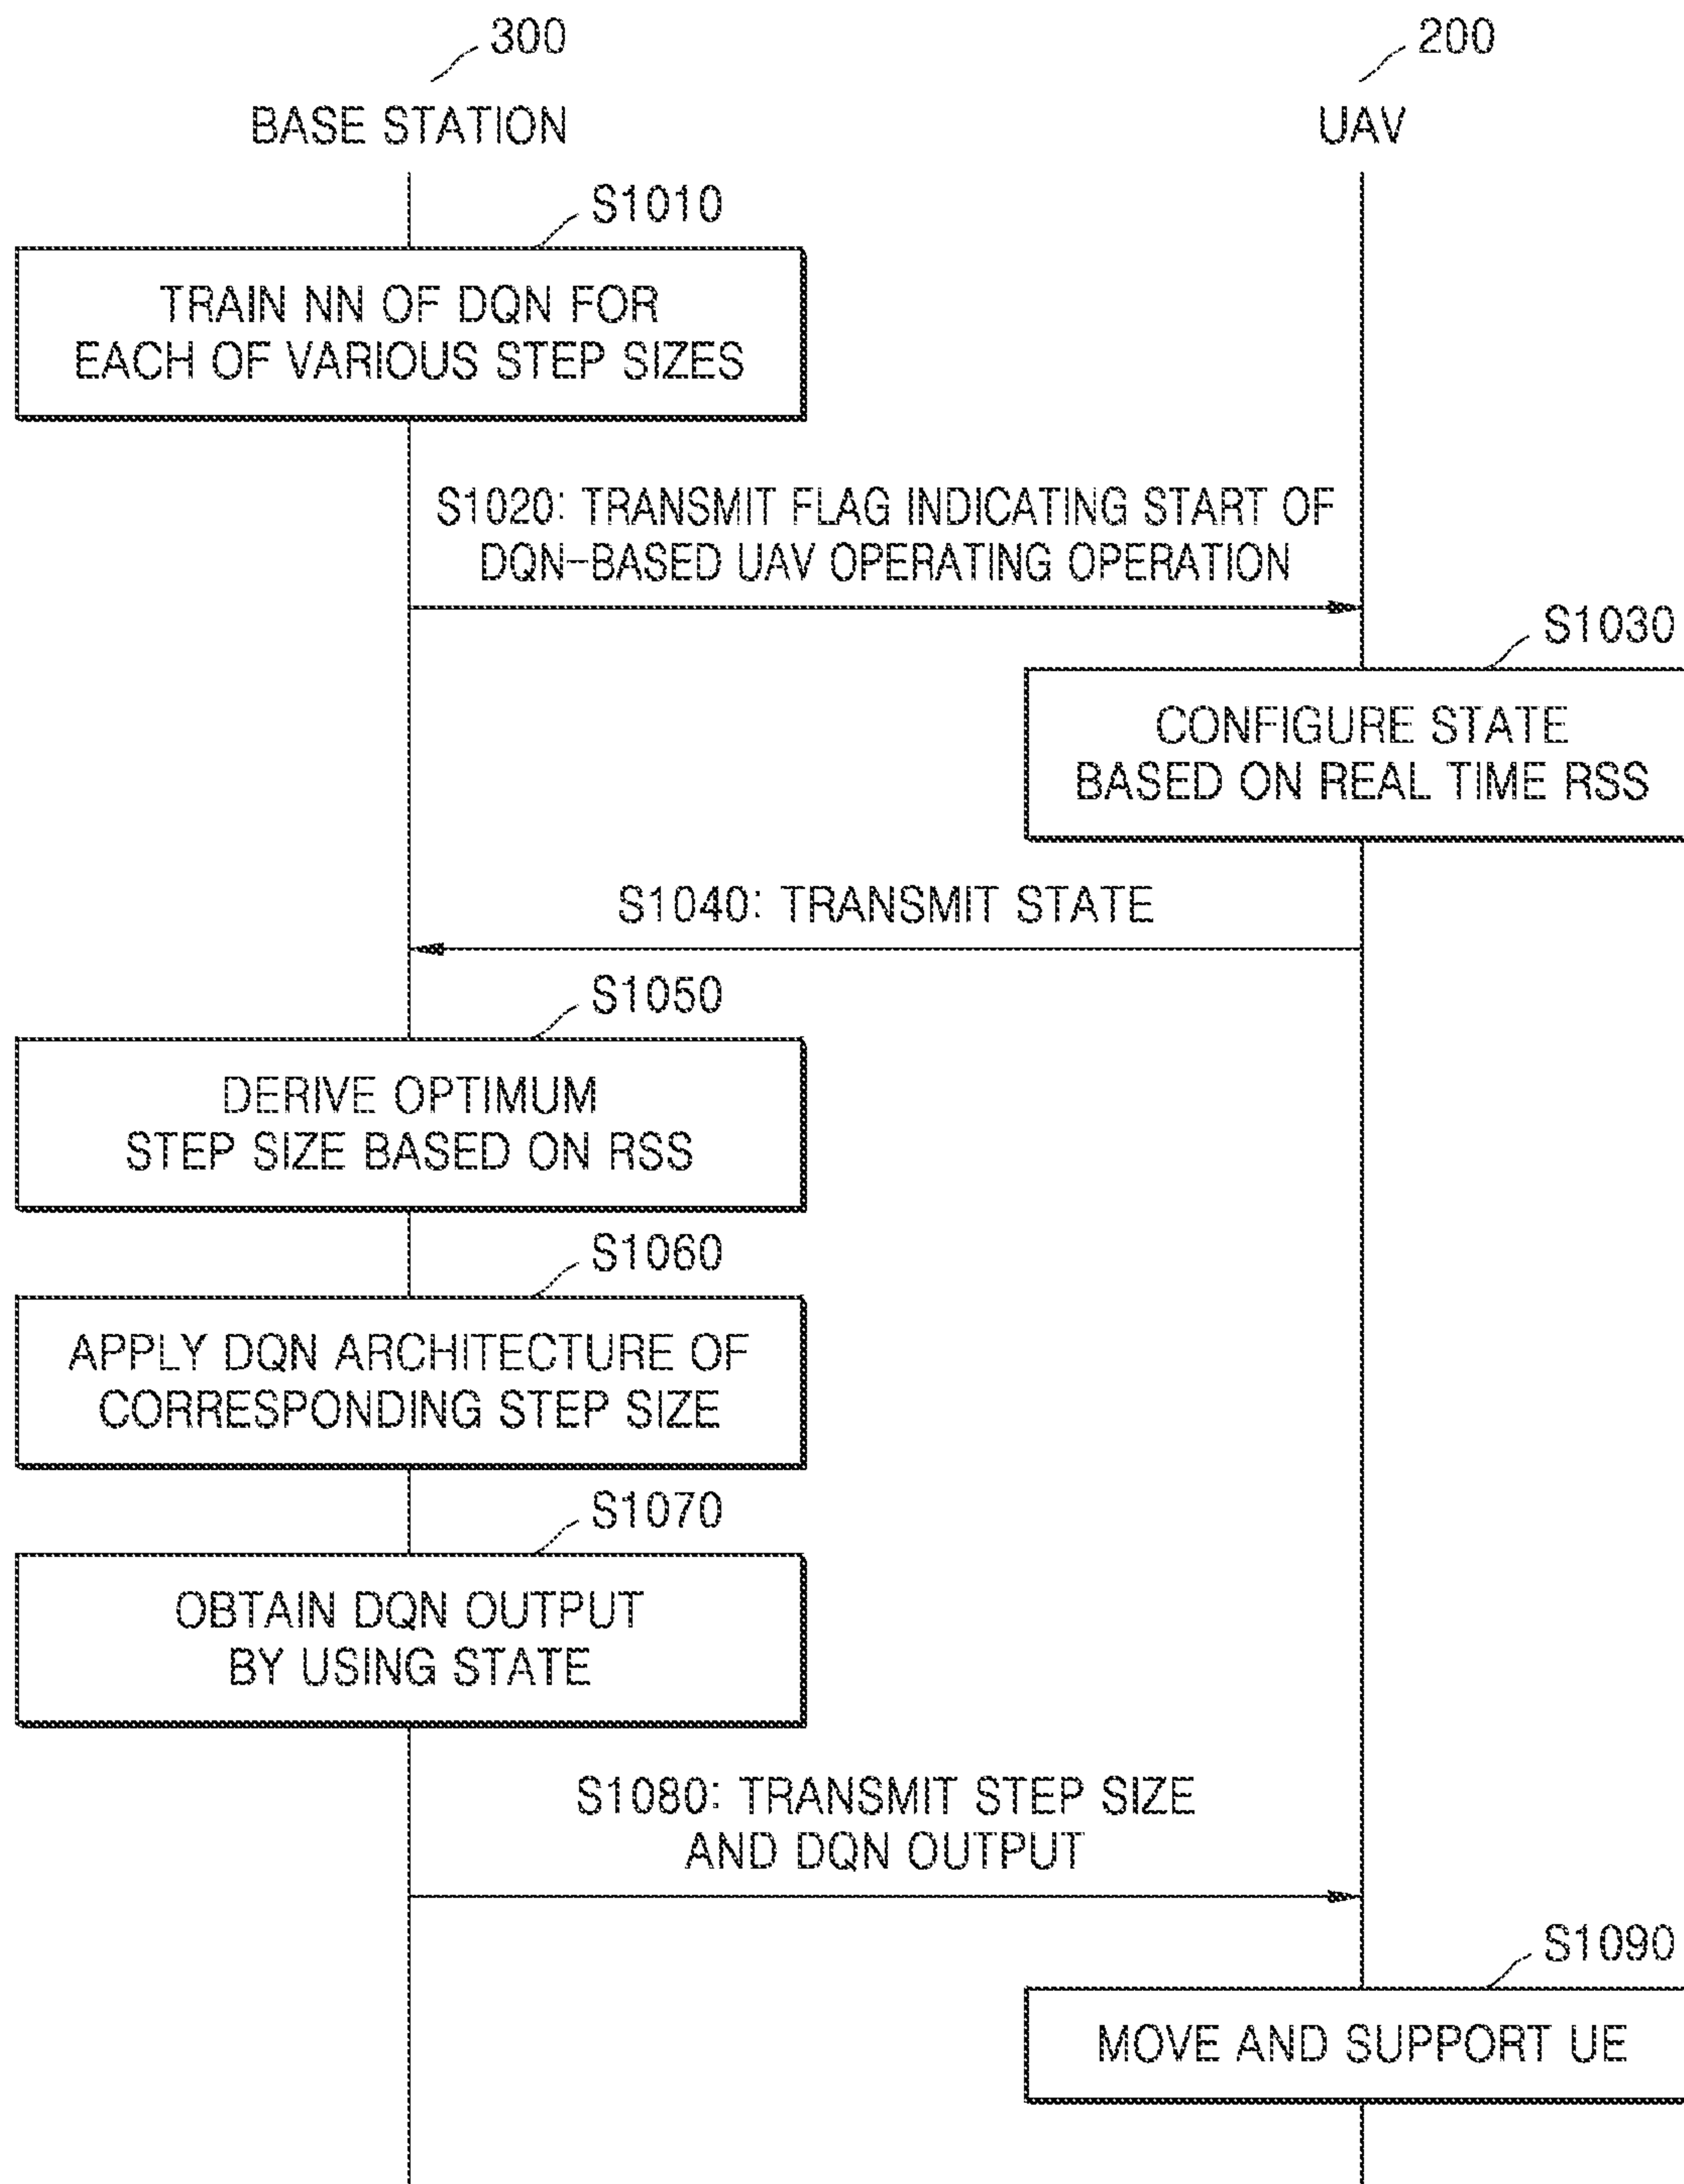 300
200
BASE STATION
UAV
S1010
TRAIN NN OF DQN FOR
EACH OF VARIOUS STEP SIZES
S1020: TRANSMIT FLAG INDICATING START OF
DQN-BASED UAV OPERATING OPERATION
S1030
CONFIGURE STATE
BASED ON REAL TIME RSS
S1040: TRANSMIT STATE
S1050
DERIVE OPTIMUM
STEP SIZE BASED ON RSS
S1060
APPLY DQN ARCHITECTURE OF
CORRESPONDING STEP SIZE
S1070
OBTAIN DQN OUTPUT
BY USING STATE
S1080: TRANSMIT STEP SIZE
AND DQN OUTPUT
S1090
MOVE AND SUPPORT UE